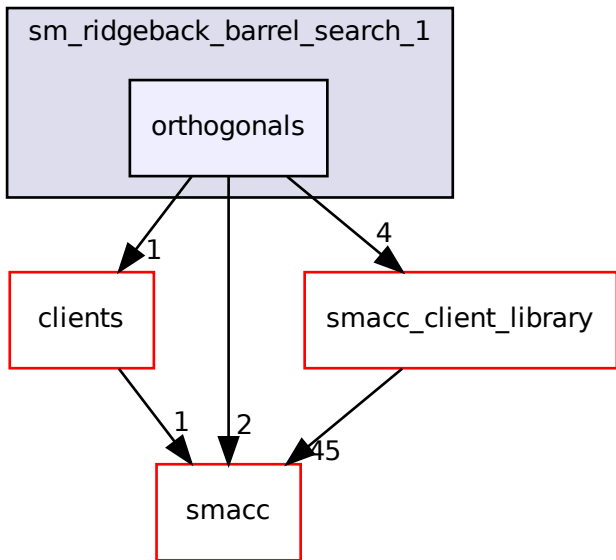 sm_ridgeback_barrel_search_1
orthogonals
1
4
clients
smacc_client_library
1
2
45
smacc